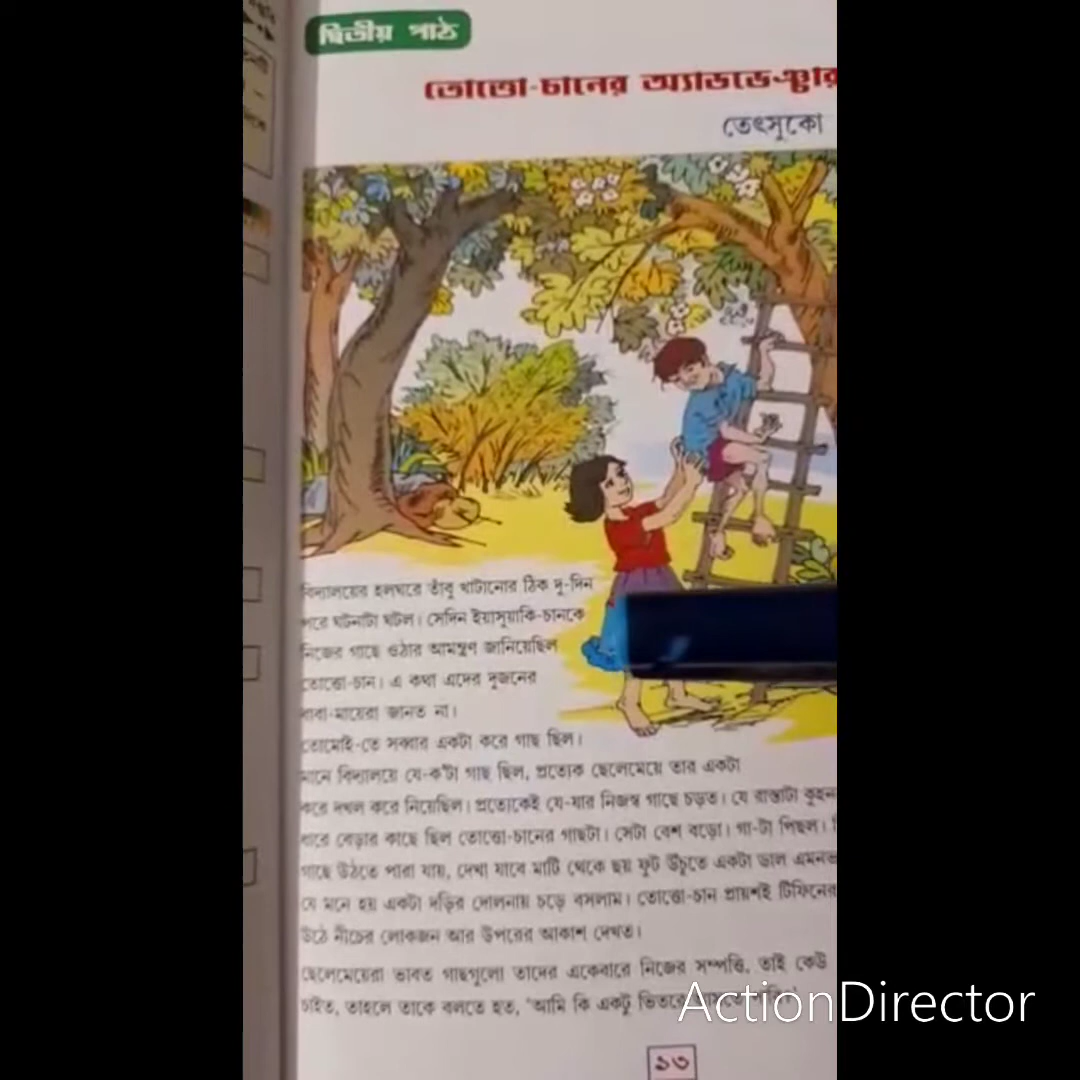 দ্বিতীয় পাঠ
তোত্তো-চানের অ্যাডভেঞ্চার
তেৎসুকো
বিদ্যালয়ের হলঘরে তাঁবু খাটানোর ঠিক দু-দিন
পরে ঘটনাটা ঘটল। সেদিন ইয়াসুয়াকি-চানকে
নিজের গাছে ওঠার আমন্ত্রণ জানিয়েছিল
তোত্তো-চান। এ কথা এদের দুজনের
বাবা-মায়েরা জানত না।
তোমোই-তে সব্বার একটা করে গাছ ছিল।
মানে বিদ্যালয়ে যে-ক'টা গাছ ছিল, প্রত্যেক ছেলেমেয়ে তার একটা
করে দখল করে নিয়েছিল। প্রত্যেকেই যে-যার নিজস্ব গাছে চড়ত। যে রাস্তাটা কুহন
ধারে বেড়ার কাছে ছিল তোত্তো-চানের গাছটা। সেটা বেশ বড়ো। গা-টা পিছল।
গাছে উঠতে পারা যায়, দেখা যাবে মাটি থেকে ছয় ফুট উঁচুতে একটা ডাল
যে মনে হয় একটা দড়ির দোলনায় চড়ে বসলাম। তোত্তো-চান প্রায়শই টিফিনের
উঠে নীচের লোকজন আর উপরের আকাশ দেখত।
ছেলেমেয়েরা ভাবত গাছগুলো তাদের একেবারে নিজের সম্পত্তি, তাই কেউ
চাইত, তাহলে তাকে বলতে হত, 'আমি কি একটু ভিতরে
ActionDirector
১৩